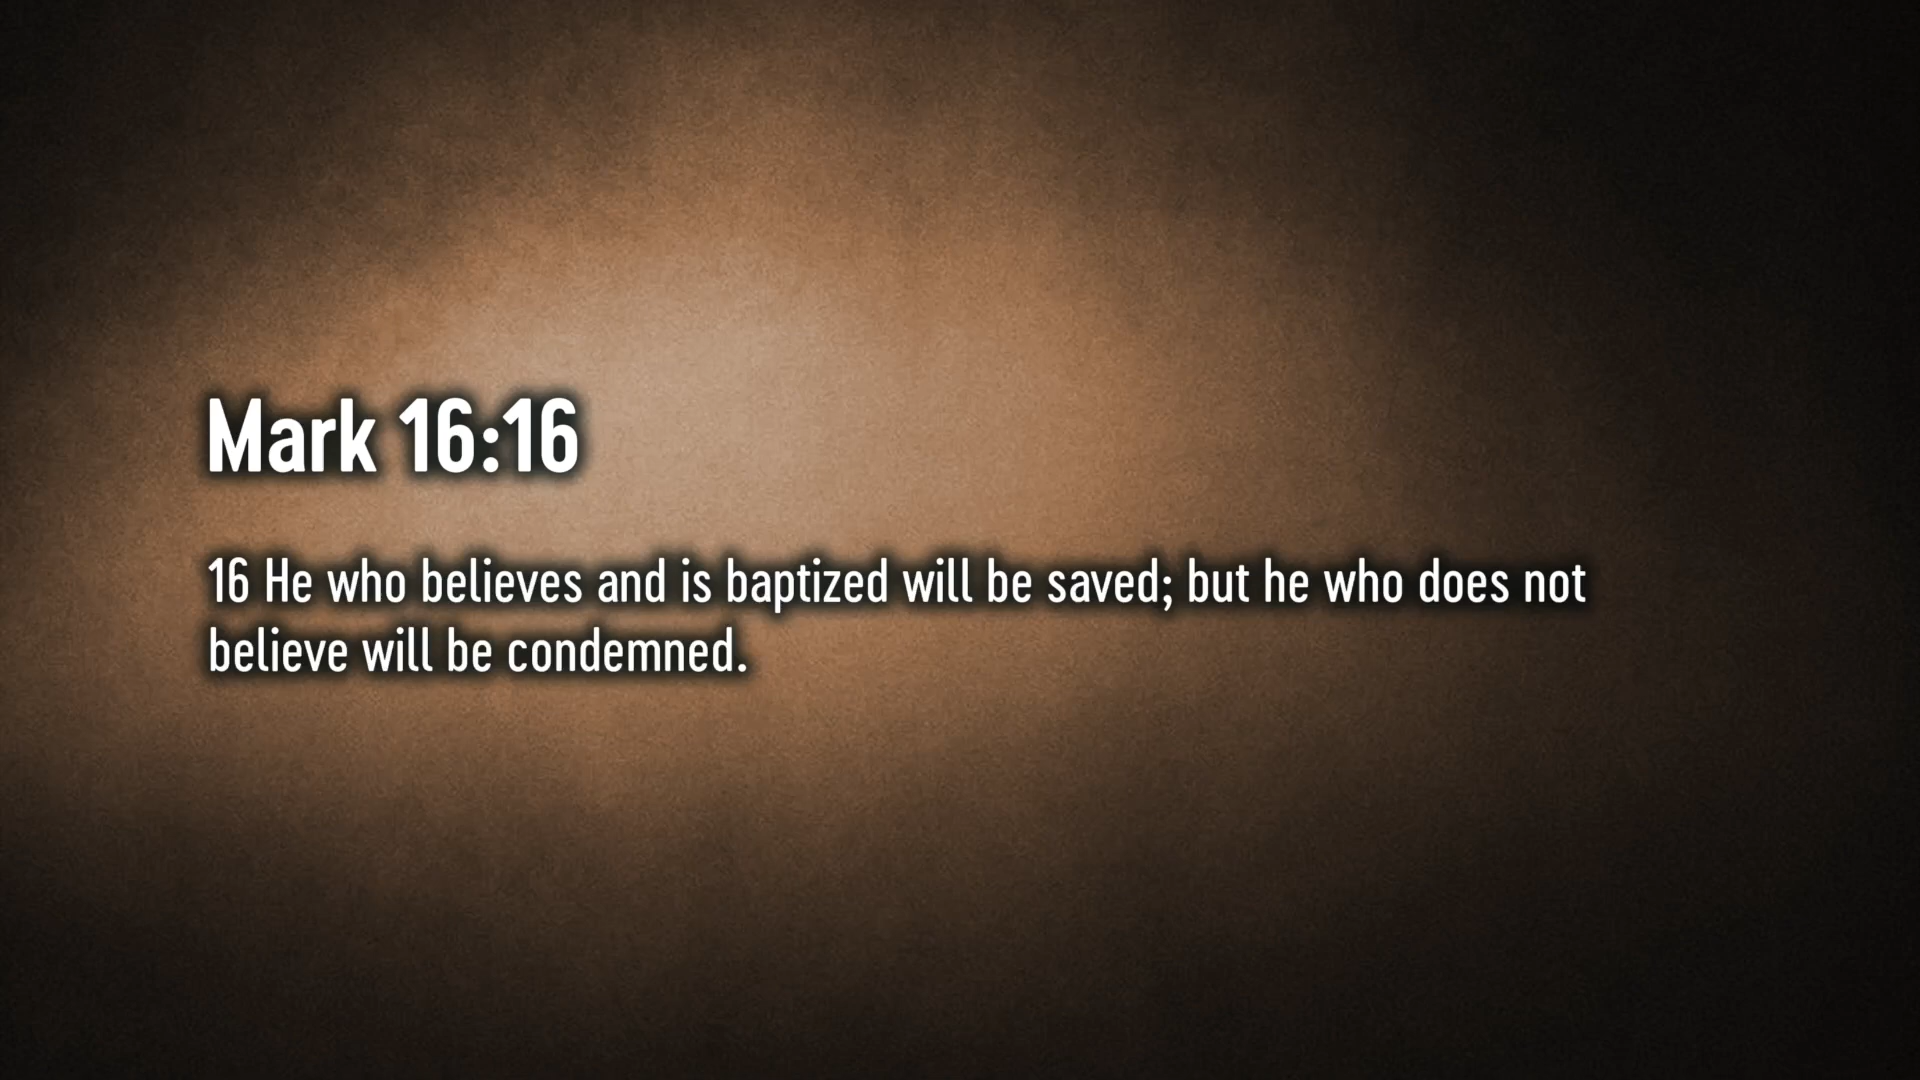 Mark 16:16
16 He who believes and is baptized will be saved; but he who does not
believe will be condemned.